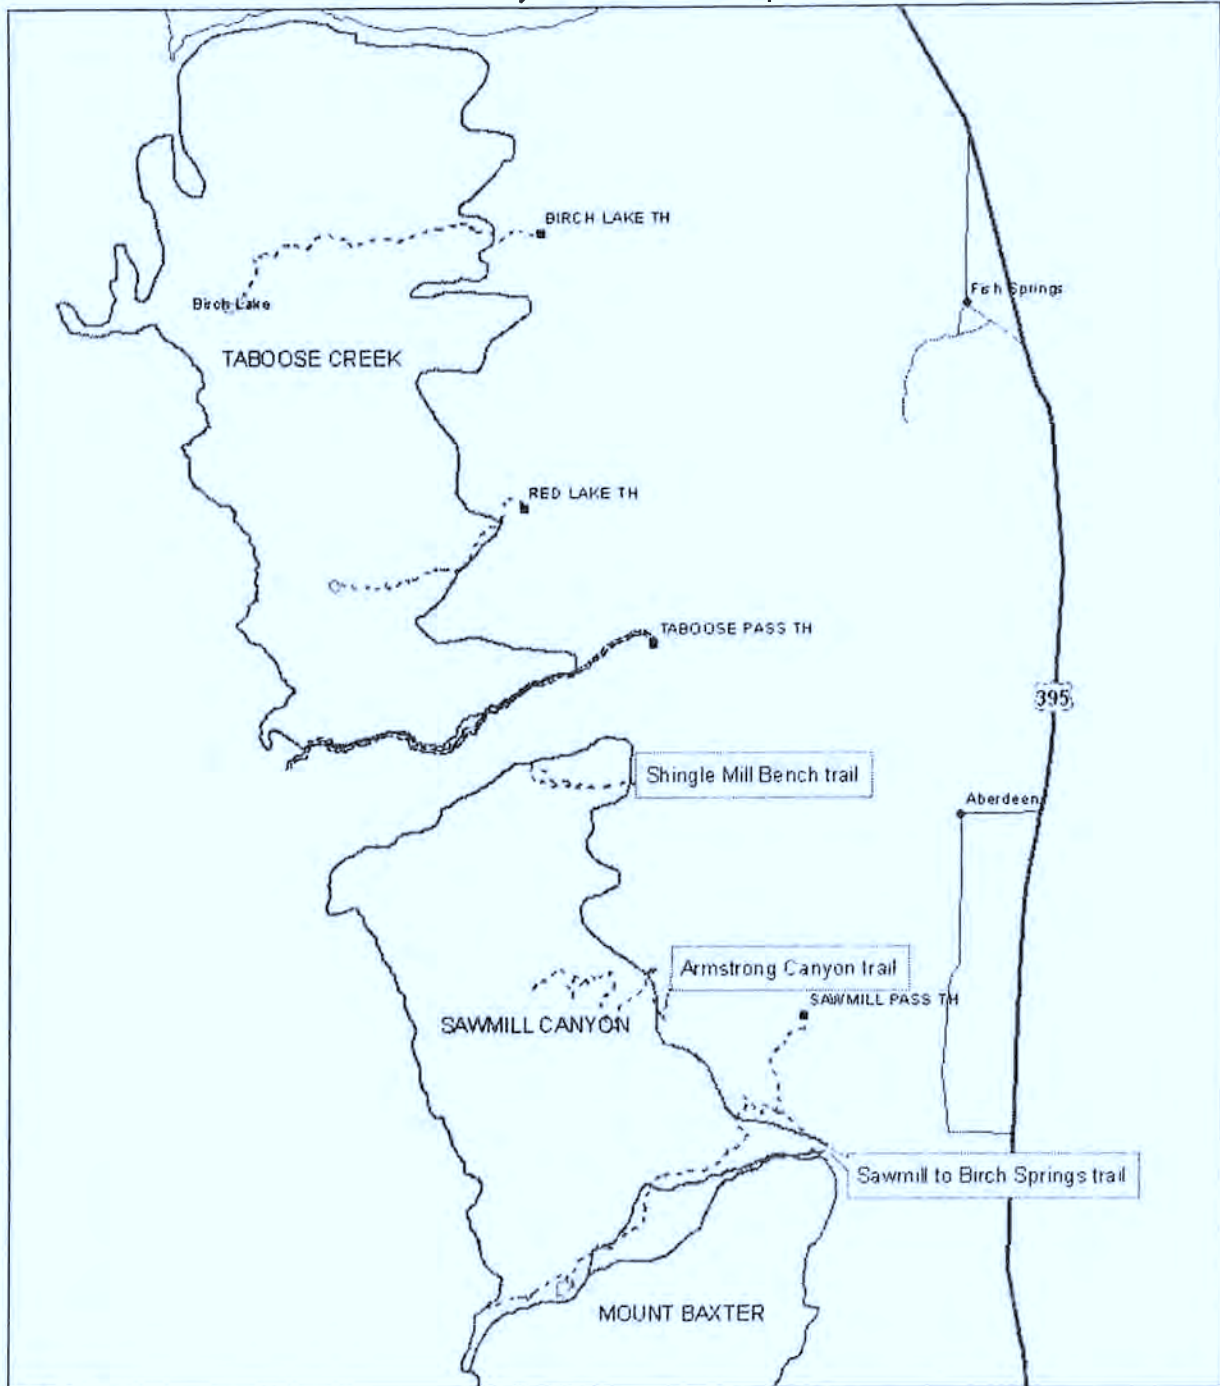 BIRCH LAKE TH
Fish Springs
Birch Lake
TABOOSE CREEK
RED LAKE TH
TABOOSE PASS TH
395
Shingle Mill Bench trail
Aberdeen
Armstrong Canyon trail
SAWMILL PASS TH
SAWMILL CANYON
Sawmill to Birch Springs trail
MOUNT BAXTER